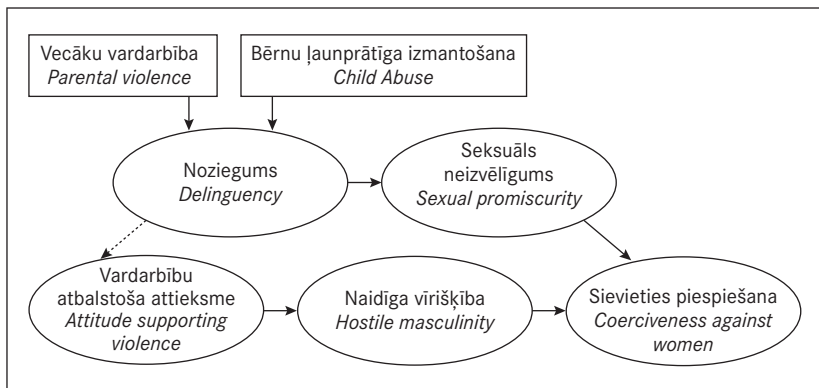 Vecāku vardarbība
Parental violence
Bērnu ļaunprātīga izmantošana
Child Abuse
Noziegums
Delinguency
Seksuāls
neizvēlīgums
Sexual promiscurity
Vardarbību
atbalstoša attieksme
Attitude supporting
violence
Naidīga vīrišķība
Hostile masculinity
Sievieties piespiešana
Coerciveness against
women